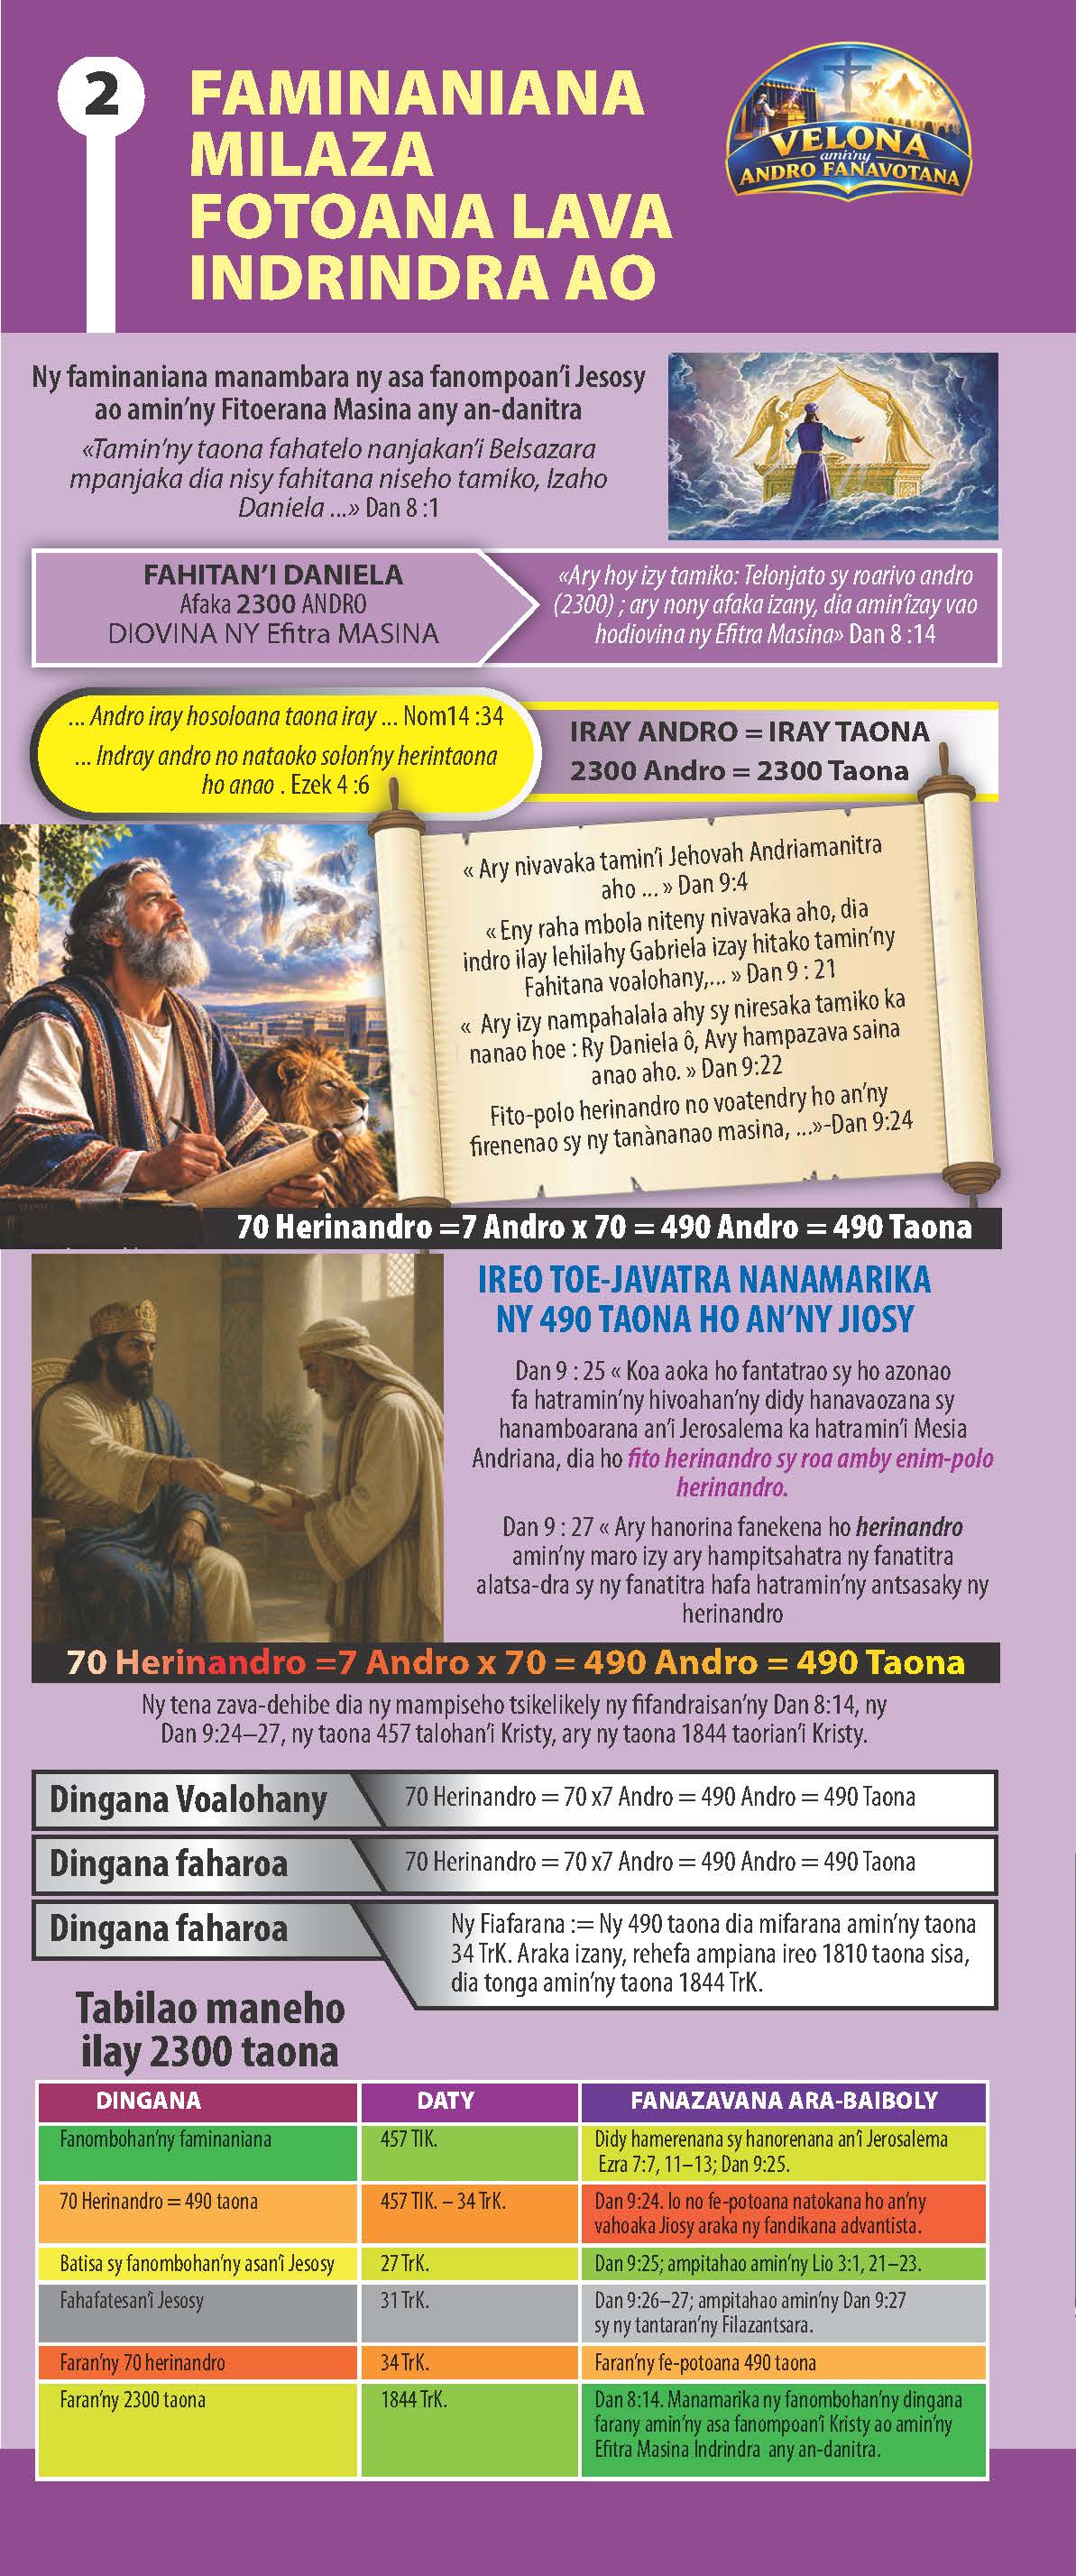 2
FAMINANIANA
MILAZA
FOTOANA LAVA
INDRINDRA AO
VELONA
amin'ny
ANDRO FANAVOTANA
Ny faminaniana manambara ny asa fanompoan'i Jesosy
ao amin'ny Fitoerana Masina any an-danitra
«Tamin'ny taona fahatelo nanjakan'i Belsazara
mpanjaka dia nisy fahitana niseho tamiko, Izaho
Daniela ...» Dan 8 :1
FAHITAN'I DANIELA
Afaka 2300 ANDRO
DIOVINA NY Efitra MASINA
«Ary hoy izy tamiko: Telonjato sy roarivo andro
(2300) ; ary nony afaka izany, dia amin'izay vao
hodiovina ny Efitra Masina» Dan 8 :14
... Andro iray hosoloana taona iray ... Nom14 :34
... Indray andro no nataoko solon'ny herintaona
ho anao . Ezek 4 :6
IRAY ANDRO = IRAY TAONA
2300 Andro = 2300 Taona
« Ary nivavaka tamin'i Jehovah Andriamanitra
aho ... » Dan 9:4
« Eny raha mbola niteny nivavaka aho, dia
indro ilay lehilahy Gabriela izay hitako tamin'ny
Fahitana voalohany,... » Dan 9 : 21
« Ary izy nampahalala ahy sy niresaka tamiko ka
nanao hoe : Ry Daniela ô, Avy hampazava saina
anao aho. » Dan 9:22
Fito-polo herinandro no voatendry ho an'ny
firenenao sy ny tanànanao masina, ...»-Dan 9:24
70 Herinandro =7 Andro x 70 = 490 Andro = 490 Taona
IREO TOE-JAVATRA NANAMARIKA
NY 490 TAONA HO AN'NY JIOSY
Dan 9 : 25 « Koa aoka ho fantatrao sy ho azonao
fa hatramin'ny hivoahan'ny didy hanavaozana sy
hanamboarana an'i Jerosalema ka hatramin'i Mesia
Andriana, dia ho fito herinandro sy roa amby enim-polo
herinandro.
Dan 9 : 27 « Ary hanorina fanekena ho herinandro
amin'ny maro izy ary hampitsahatra ny fanatitra
alatsa-dra sy ny fanatitra hafa hatramin'ny antsasaky ny
herinandro
70 Herinandro =7 Andro x 70 = 490 Andro = 490 Taona
Ny tena zava-dehibe dia ny mampiseho tsikelikely ny fifandraisan'ny Dan 8:14, ny
Dan 9:24–27, ny taona 457 talohan'i Kristy, ary ny taona 1844 taorian'i Kristy.
Dingana Voalohany
70 Herinandro = 70 x7 Andro = 490 Andro = 490 Taona
Dingana faharoa
70 Herinandro = 70 x7 Andro = 490 Andro = 490 Taona
Dingana faharoa
Ny Fiafarana := Ny 490 taona dia mifarana amin'ny taona
34 TrK. Araka izany, rehefa ampiana ireo 1810 taona sisa,
dia tonga amin'ny taona 1844 TrK.
Tabilao maneho
ilay 2300 taona
DINGANA DATY FANAZAVANA ARA-BAIBOLY
Fanombohan'ny faminaniana 457 TlK. Didy hamerenana sy hanorenana an'i Jerosalema
Ezra 7:7, 11–13; Dan 9:25.
70 Herinandro = 490 taona 457 TlK. – 34 TrK. Dan 9:24. Io no fe-potoana natokana ho an'ny
vahoaka Jiosy araka ny fandikana advantista.
Batisa sy fanombohan'ny asan'i Jesosy 27 TrK. Dan 9:25; ampitahao amin'ny Lio 3:1, 21–23.
Fahafatesan'i Jesosy 31 TrK. Dan 9:26–27; ampitahao amin'ny Dan 9:27
sy ny tantaran'ny Filazantsara.
Faran'ny 70 herinandro 34 TrK. Faran'ny fe-potoana 490 taona
Faran'ny 2300 taona 1844 TrK. Dan 8:14. Manamarika ny fanombohan'ny dingana
farany amin'ny asa fanompoan'i Kristy ao amin'ny
Efitra Masina Indrindra any an-danitra.